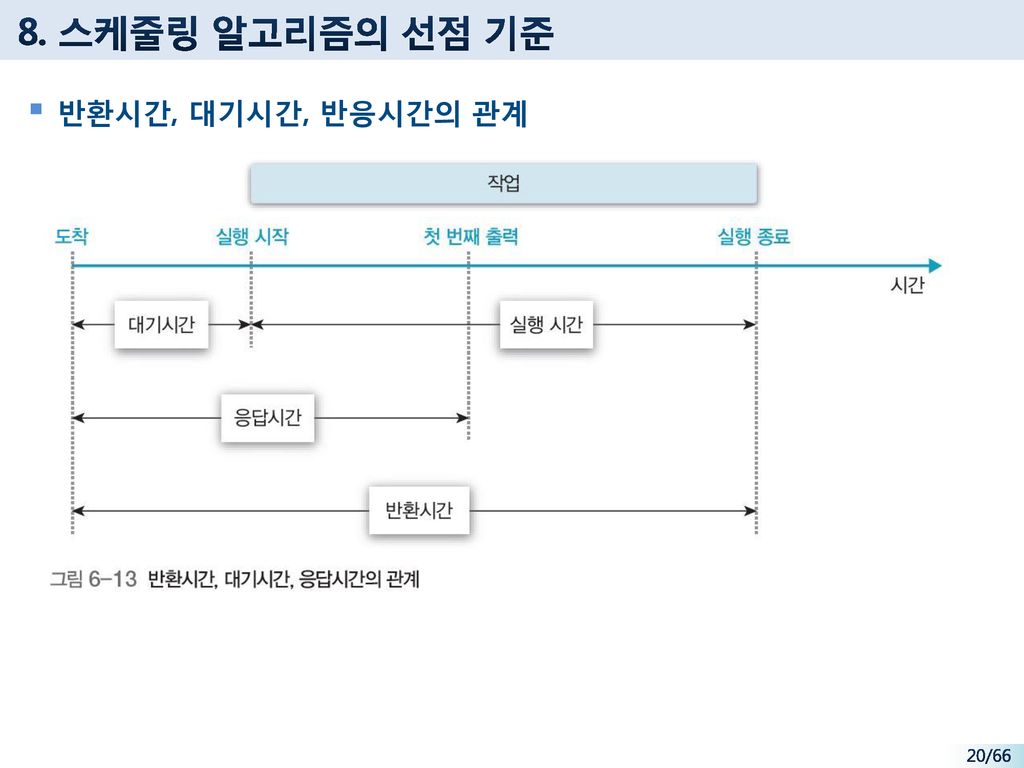 8. 스케줄링 알고리즘의 선점 기준
▪ 반환시간, 대기시간, 반응시간의 관계
작업
도착 실행 시작 첫 번째 출력 실행 종료
시간
대기시간 실행 시간
응답시간
반환시간
그림 6-13 반환시간, 대기시간, 응답시간의 관계
20/66